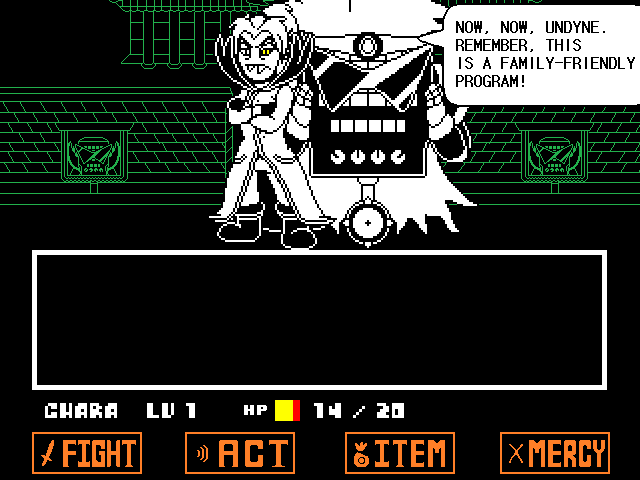 NOW, NOW, UNDYNE.
REMEMBER, THIS
IS A FAMILY-FRIENDLY
PROGRAM!
CHARA LV 1 HP 14 / 20
FIGHT ACT ITEM MERCY